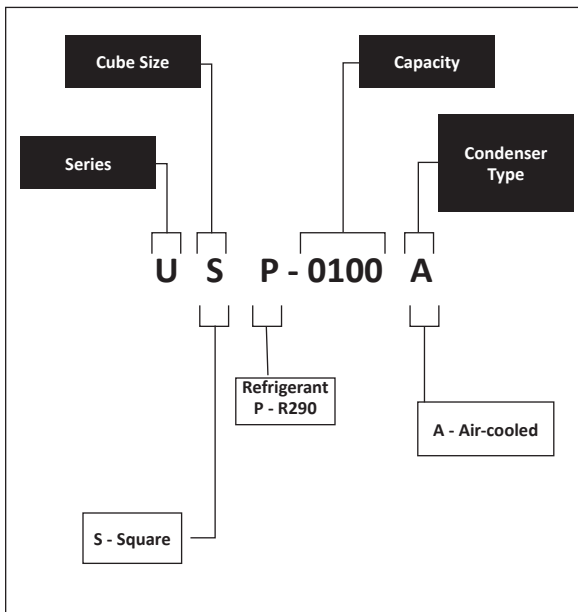 Cube Size
Capacity
Series
Condenser
Type
U S P - 0100 A
Refrigerant
P - R290
A - Air-cooled
S - Square